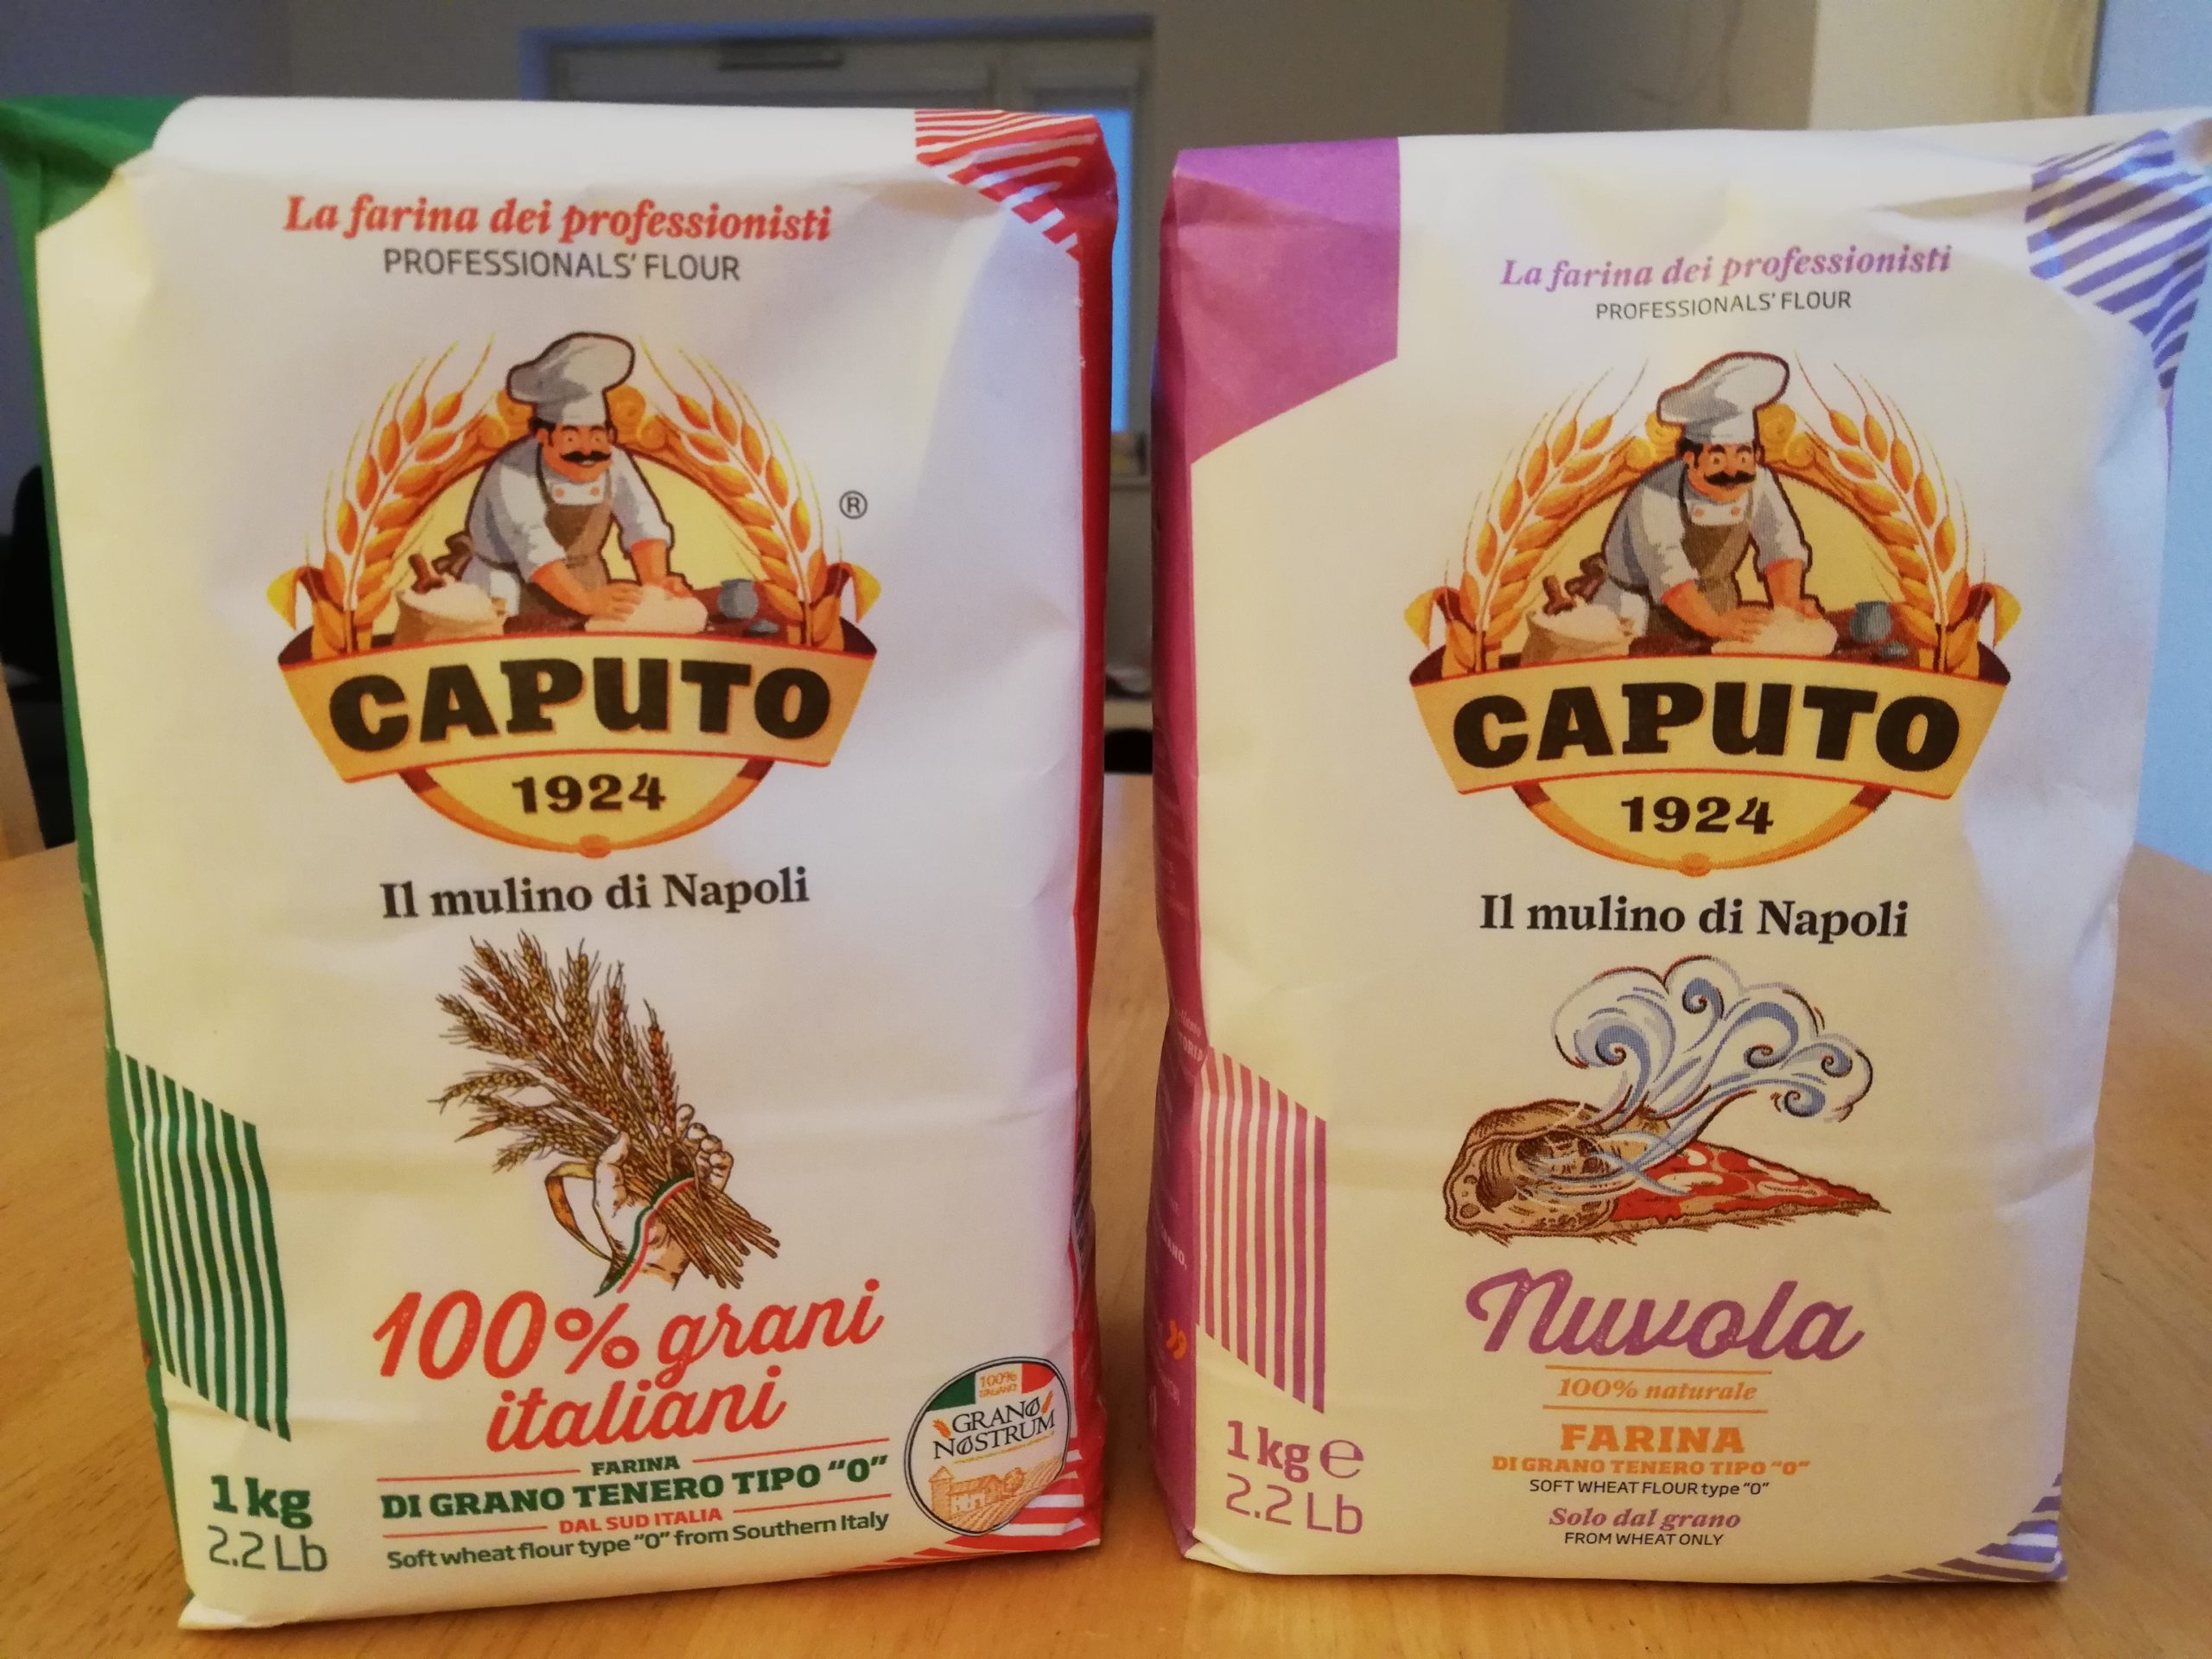 La farina dei professionisti
PROFESSIONALS' FLOUR
®
CAPUTO
1924
Il mulino di Napoli
100% grani
italiani
FARINA
DI GRANO TENERO TIPO "0"
DAL SUD ITALIA
Soft wheat flour type "0" from Southern Italy
1 kg
2.2 Lb
100%
ITALIANO
GRANO
NOSTRUM
La farina dei professionisti
PROFESSIONALS' FLOUR
CAPUTO
1924
Il mulino di Napoli
Nuvola
100% naturale
FARINA
DI GRANO TENERO TIPO "0"
SOFT WHEAT FLOUR type "0"
Solo dal grano
FROM WHEAT ONLY
1 kg e
2.2 Lb